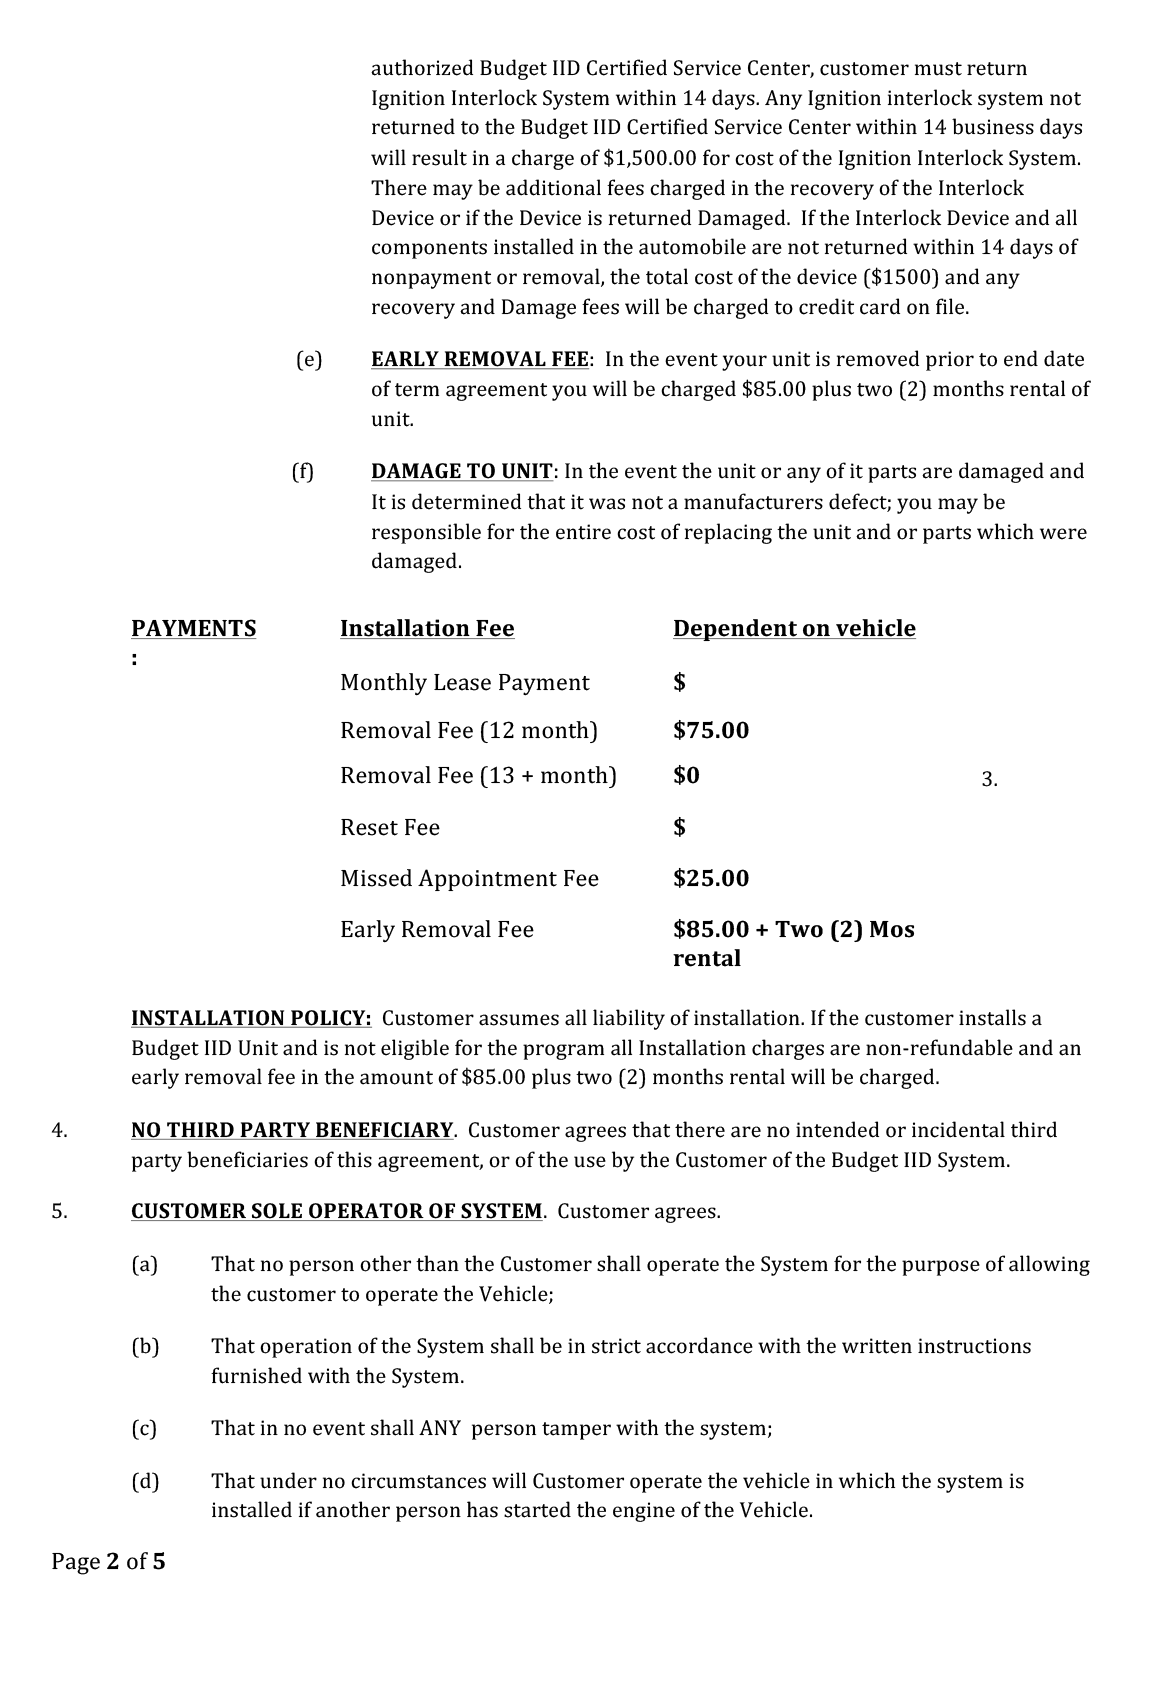 authorized Budget IID Certified Service Center, customer must return
Ignition Interlock System within 14 days. Any Ignition interlock system not
returned to the Budget IID Certified Service Center within 14 business days
will result in a charge of $1,500.00 for cost of the Ignition Interlock System.
There may be additional fees charged in the recovery of the Interlock
Device or if the Device is returned Damaged.  If the Interlock Device and all
components installed in the automobile are not returned within 14 days of
nonpayment or removal, the total cost of the device ($1500) and any
recovery and Damage fees will be charged to credit card on file.
(e) EARLY REMOVAL FEE:  In the event your unit is removed prior to end date
of term agreement you will be charged $85.00 plus two (2) months rental of
unit.
(f) DAMAGE TO UNIT: In the event the unit or any of it parts are damaged and
It is determined that it was not a manufacturers defect; you may be
responsible for the entire cost of replacing the unit and or parts which were
damaged.
PAYMENTS Installation Fee Dependent on vehicle
:
Monthly Lease Payment $
Removal Fee (12 month) $75.00
Removal Fee (13 + month) $0 3.
Reset Fee $
Missed Appointment Fee $25.00
Early Removal Fee $85.00 + Two (2) Mos
rental
INSTALLATION POLICY:  Customer assumes all liability of installation. If the customer installs a
Budget IID Unit and is not eligible for the program all Installation charges are non-refundable and an
early removal fee in the amount of $85.00 plus two (2) months rental will be charged.
4. NO THIRD PARTY BENEFICIARY.  Customer agrees that there are no intended or incidental third
party beneficiaries of this agreement, or of the use by the Customer of the Budget IID System.
5. CUSTOMER SOLE OPERATOR OF SYSTEM.  Customer agrees.
(a) That no person other than the Customer shall operate the System for the purpose of allowing
the customer to operate the Vehicle;
(b) That operation of the System shall be in strict accordance with the written instructions
furnished with the System.
(c) That in no event shall ANY  person tamper with the system;
(d) That under no circumstances will Customer operate the vehicle in which the system is
installed if another person has started the engine of the Vehicle.
Page 2 of 5